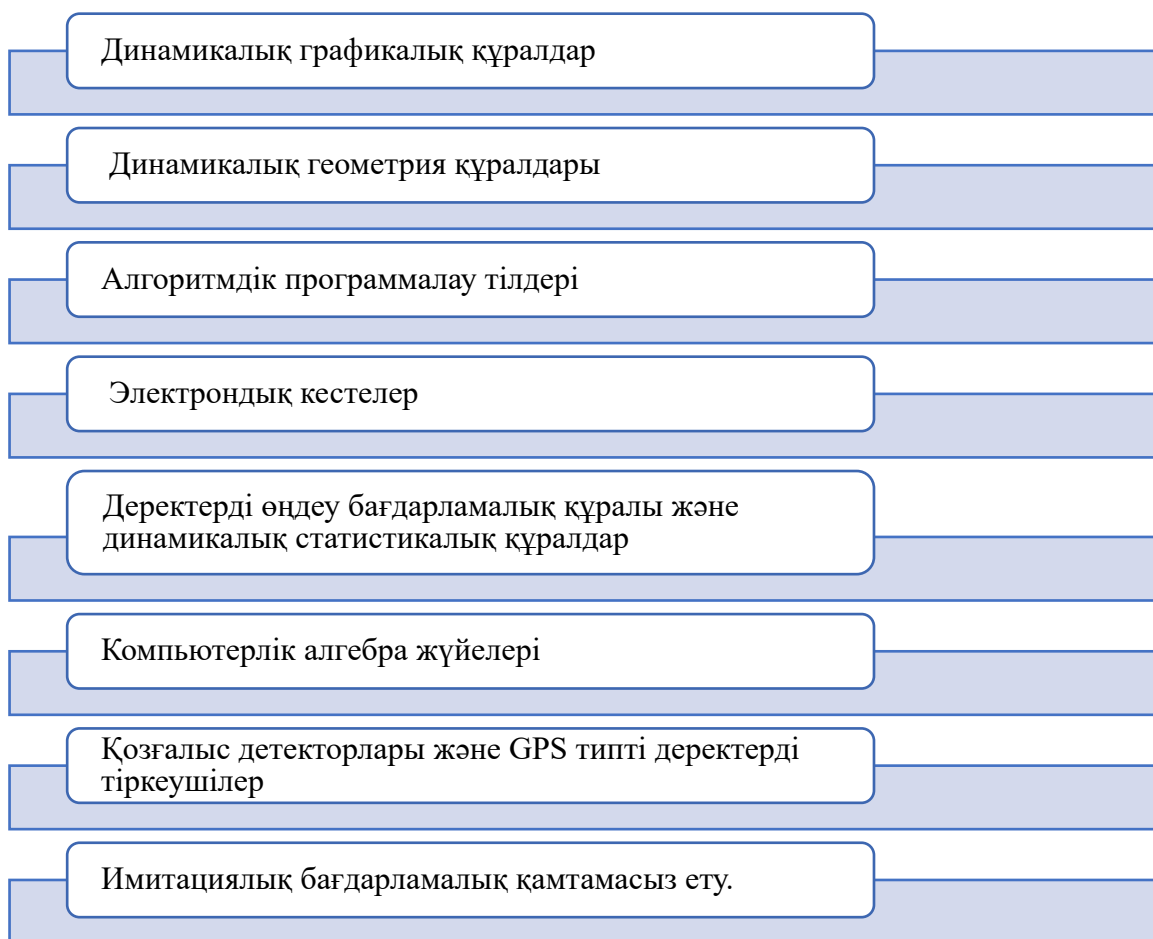 Динамикалық графикалық құралдар
Динамикалық геометрия құралдары
Алгоритмдік программалау тілдері
Электрондық кестелер
Деректерді өңдеу бағдарламалық құралы және
динамикалық статистикалық құралдар
Компьютерлік алгебра жүйелері
Қозғалыс детекторлары және GPS типті деректерді
тіркеушілер
Имитациялық бағдарламалық қамтамасыз ету.